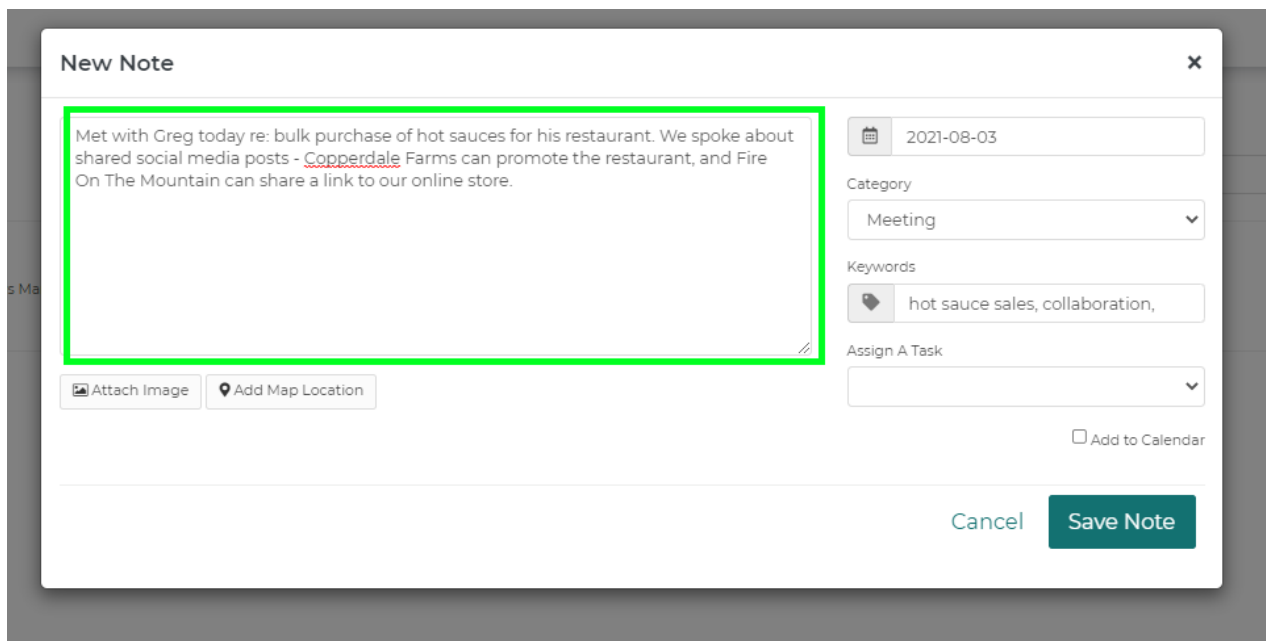 New Note
×
Met with Greg today re: bulk purchase of hot sauces for his restaurant. We spoke about
shared social media posts - Copperdale Farms can promote the restaurant, and Fire
On The Mountain can share a link to our online store.
2021-08-03
Category
Meeting
Keywords
hot sauce sales, collaboration,
Assign A Task
Attach Image
Add Map Location
Add to Calendar
Cancel
Save Note
s Ma